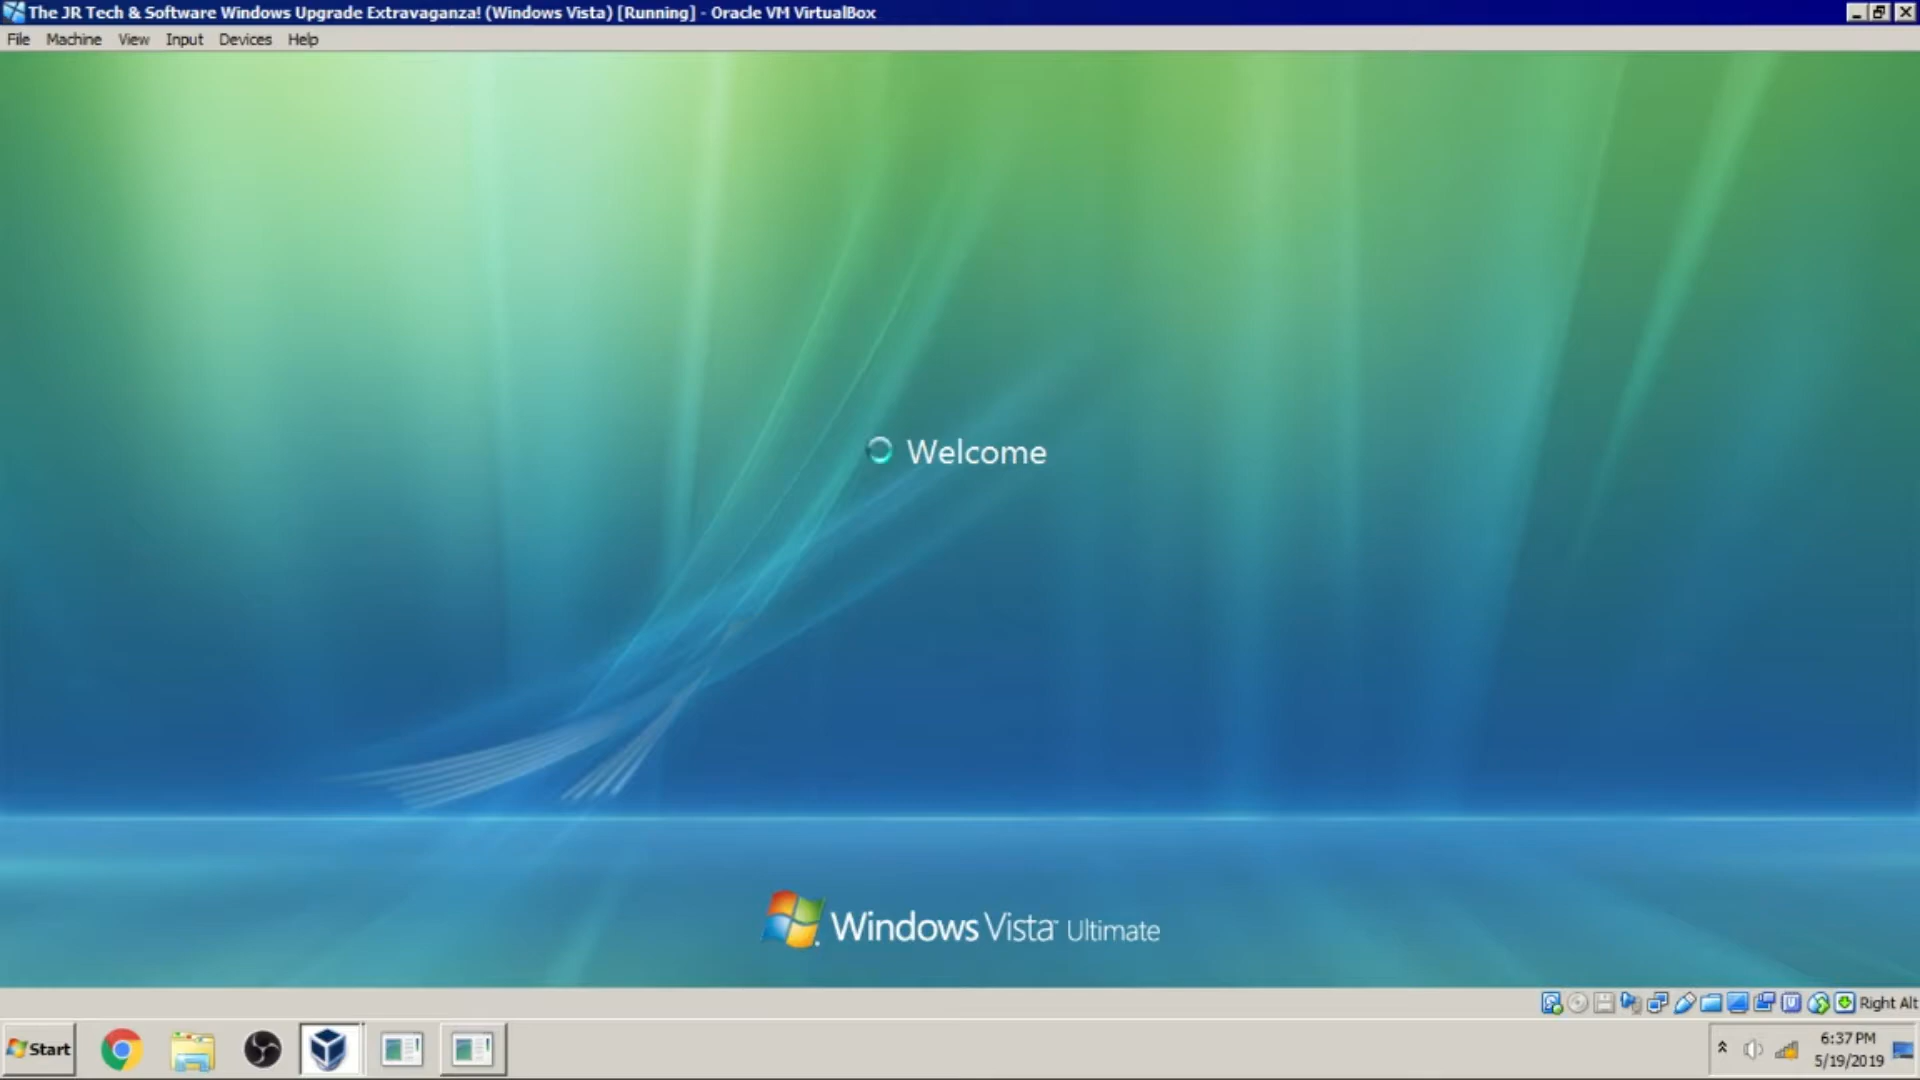 The JR Tech & Software Windows Upgrade Extravaganza! (Windows Vista) [Running] - Oracle VM VirtualBox
File Machine View Input Devices Help
Welcome
Windows Vista™ Ultimate
Right Alt
Start
6:37 PM
5/19/2019